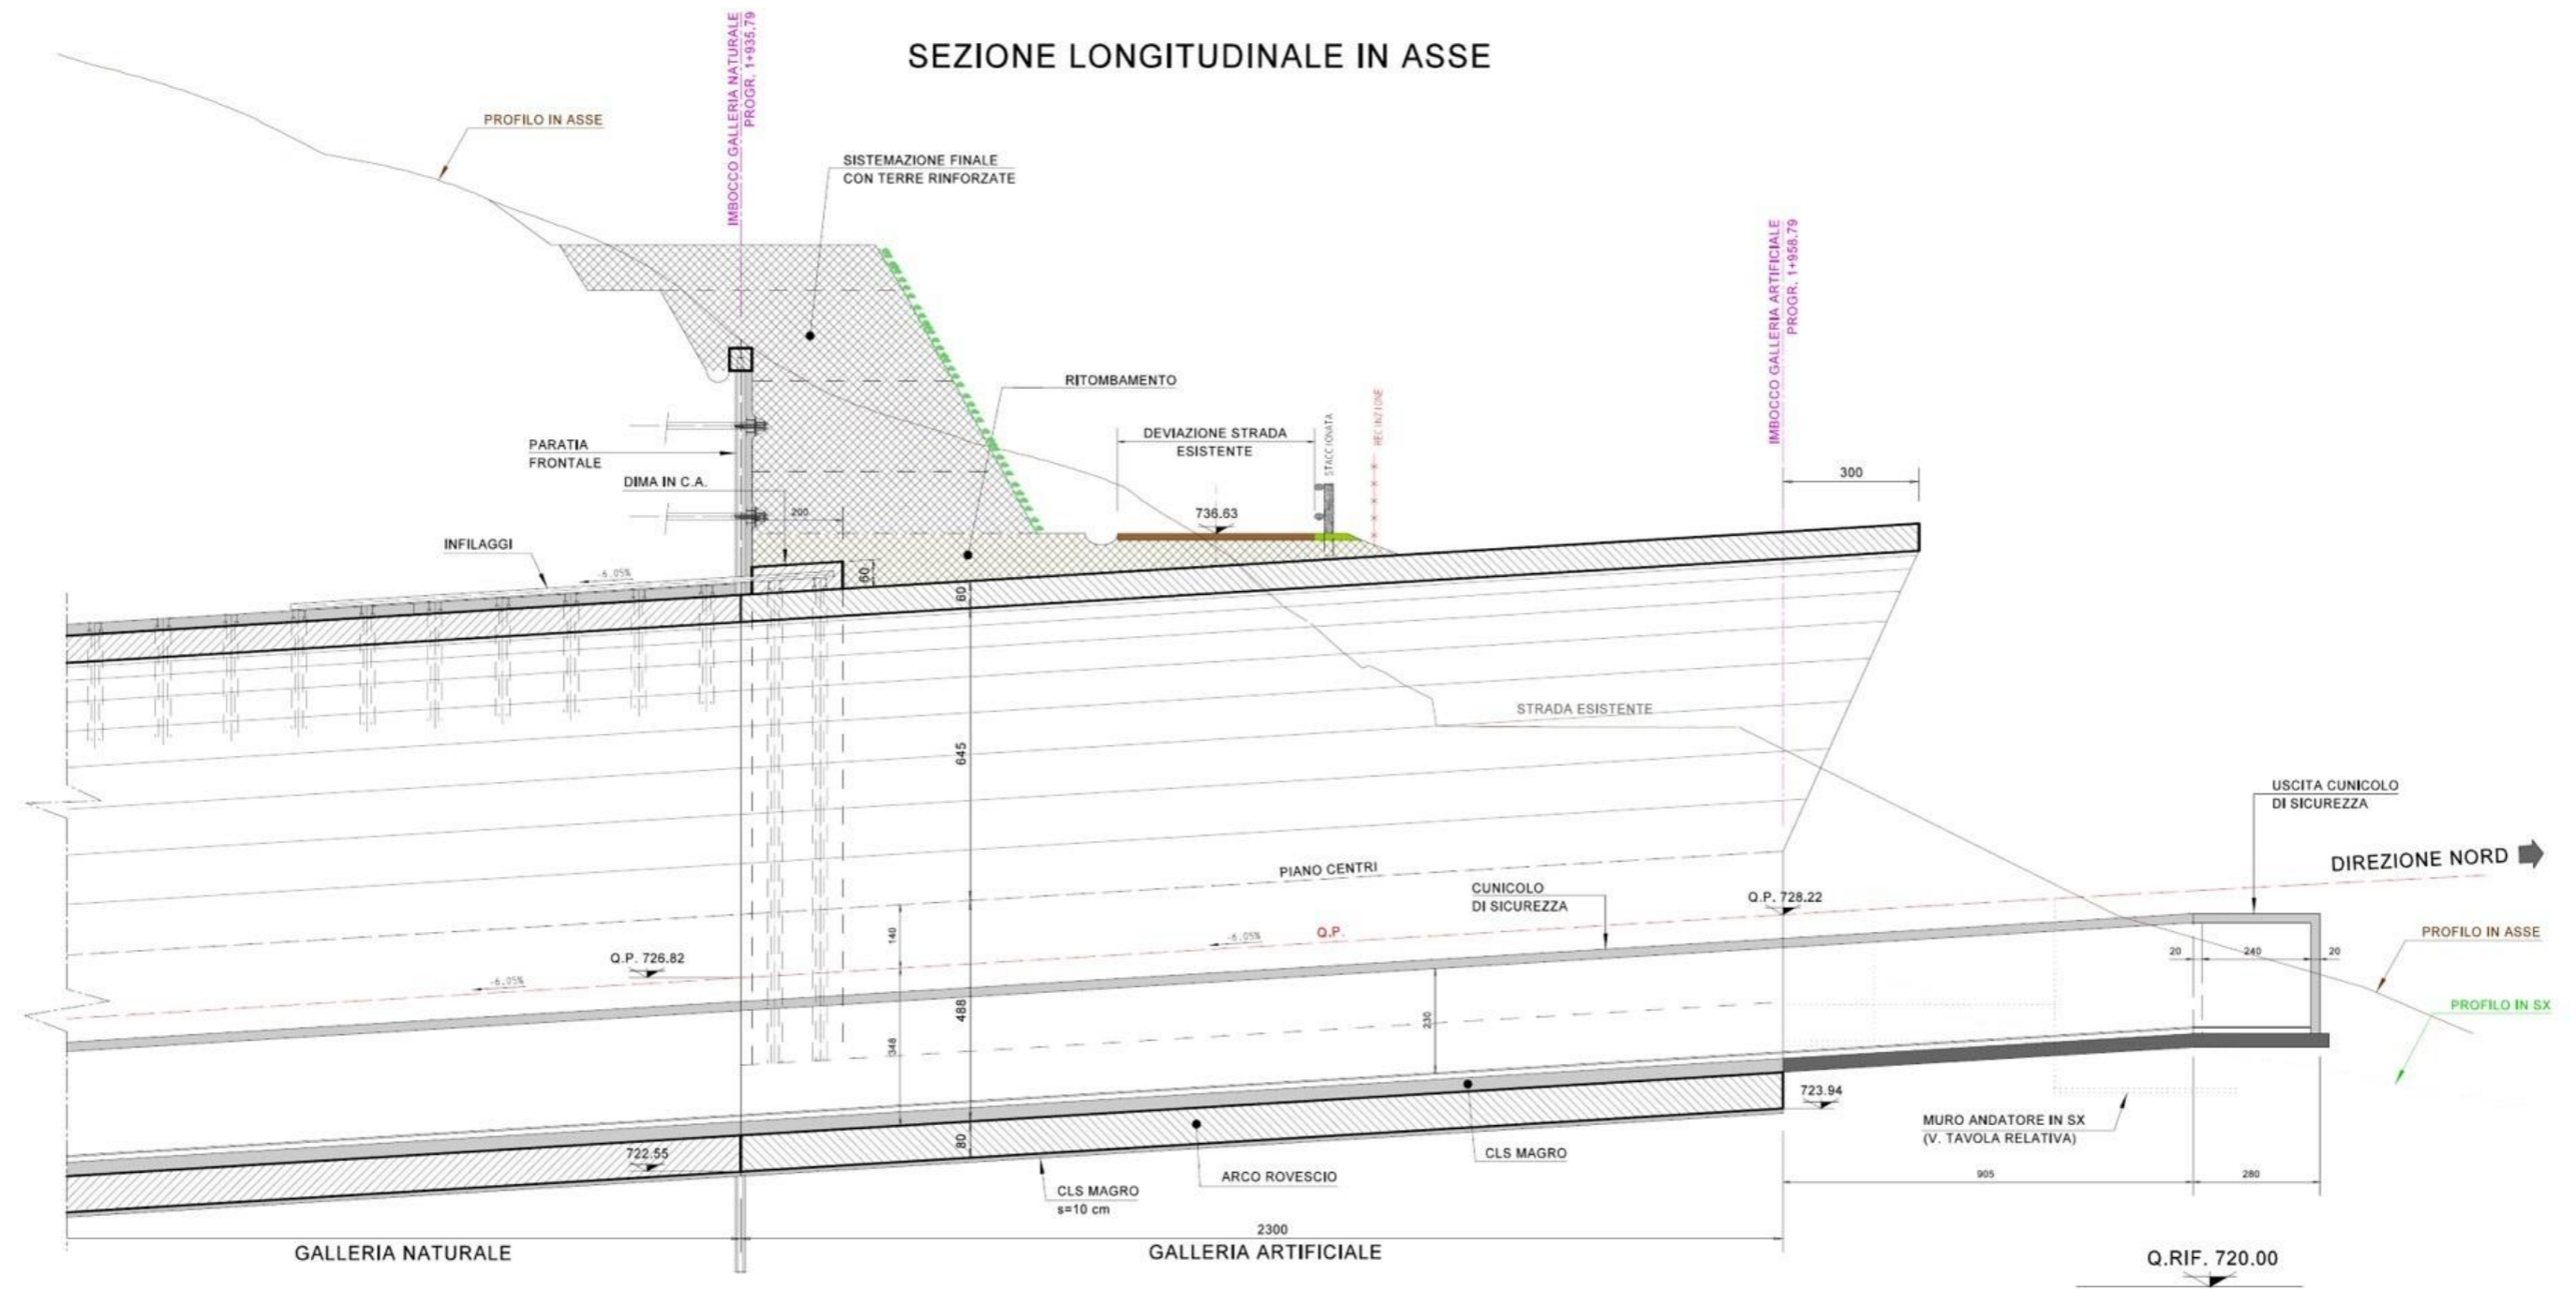 SEZIONE LONGITUDINALE IN ASSE
IMBOCCO GALLERIA NATURALE
PROGR. 1+935.79
PROFILO IN ASSE
SISTEMAZIONE FINALE
CON TERRE RINFORZATE
IMBOCCO GALLERIA ARTIFICIALE
PROGR. 1+958.79
RITOMBAMENTO
DEVIAZIONE STRADA
ESISTENTE
STACCIONATA
RECINZIONE
PARATIA
FRONTALE
DIMA IN C.A.
300
200
736.63
INFILAGGI
-6.05%
60
60
645
STRADA ESISTENTE
USCITA CUNICOLO
DI SICUREZZA
DIREZIONE NORD
PIANO CENTRI
CUNICOLO
DI SICUREZZA
Q.P. 728.22
140
Q.P.
-6.05%
PROFILO IN ASSE
Q.P. 726.82
-6.05%
20
240
20
488
348
230
PROFILO IN SX
723.94
MURO ANDATORE IN SX
(V. TAVOLA RELATIVA)
722.55
80
CLS MAGRO
ARCO ROVESCIO
CLS MAGRO
s=10 cm
905
280
2300
GALLERIA NATURALE
GALLERIA ARTIFICIALE
Q.RIF. 720.00